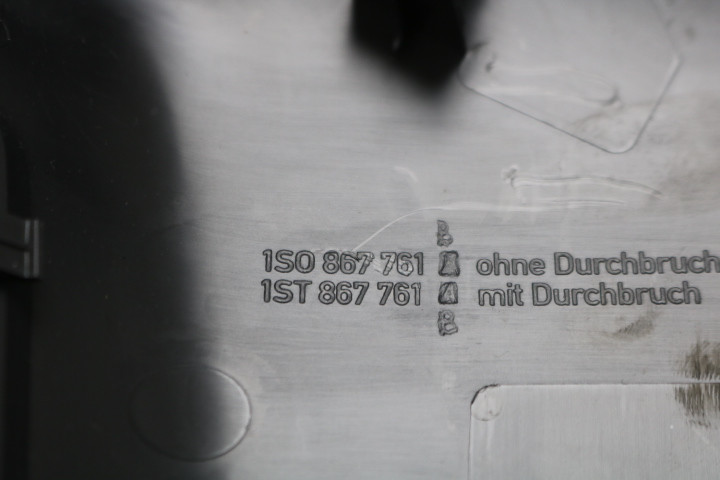 B
1S0 867 761 A ohne Durchbruch
1ST 867 761 A mit Durchbruch
B